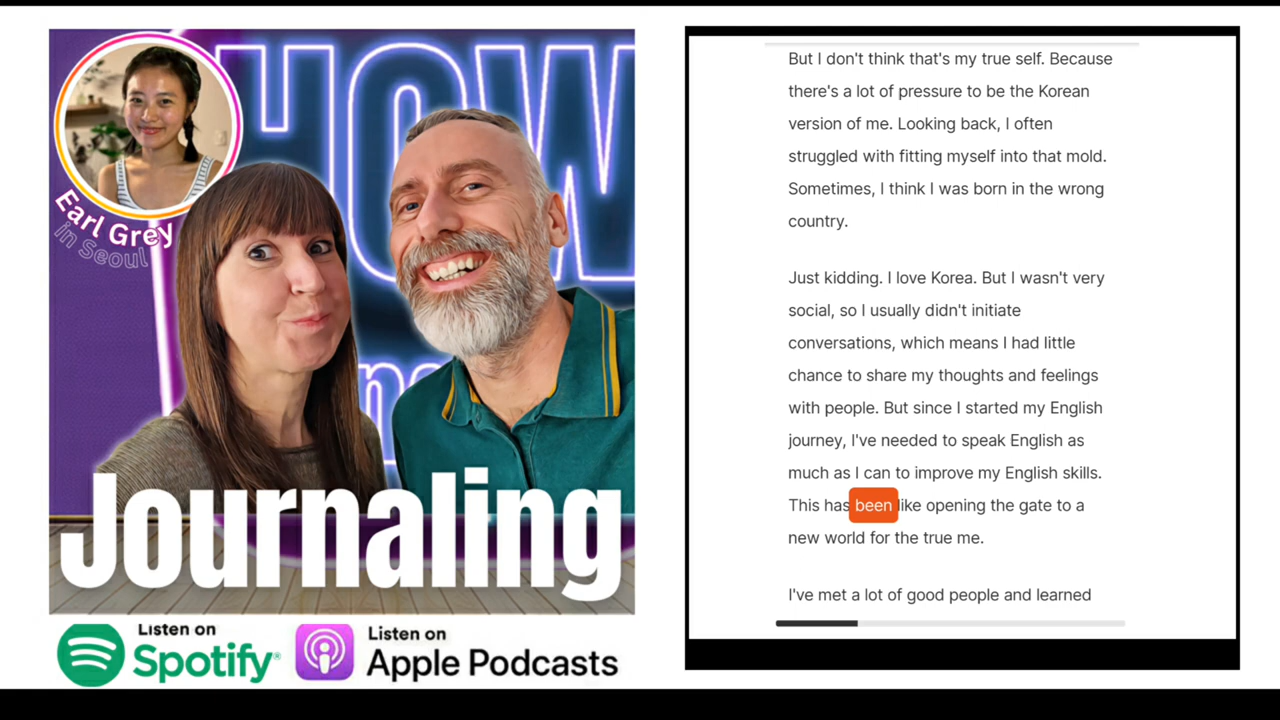 HOW
Earl Grey
in Seoul
Journaling
Listen on
Spotify
Listen on
Apple Podcasts
But I don't think that's my true self. Because
there's a lot of pressure to be the Korean
version of me. Looking back, I often
struggled with fitting myself into that mold.
Sometimes, I think I was born in the wrong
country.
Just kidding. I love Korea. But I wasn't very
social, so I usually didn't initiate
conversations, which means I had little
chance to share my thoughts and feelings
with people. But since I started my English
journey, I've needed to speak English as
much as I can to improve my English skills.
This has been like opening the gate to a
new world for the true me.
I've met a lot of good people and learned